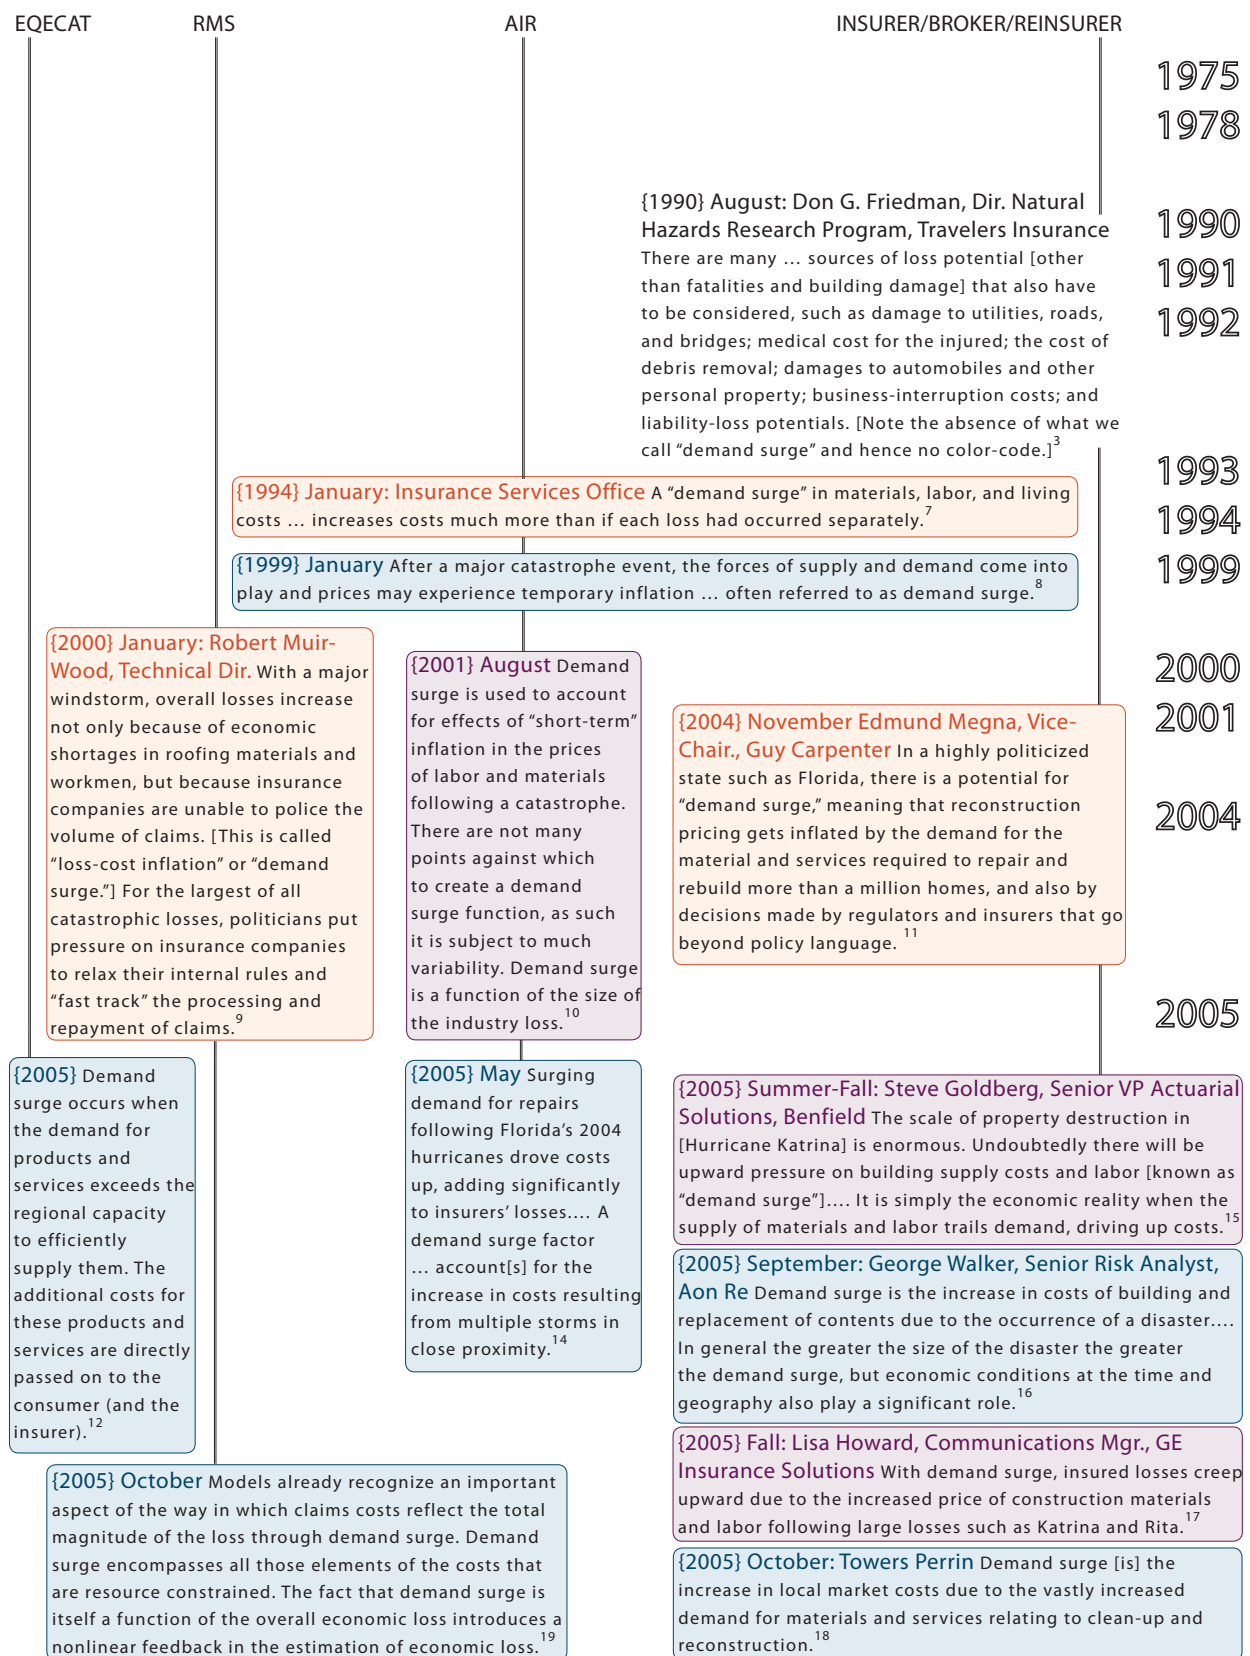 EQECAT
RMS
AIR
INSURER/BROKER/REINSURER
1975
1978
1990
1991
1992
1993
1994
1999
2000
2001
2004
2005
{1990} August: Don G. Friedman, Dir. Natural
Hazards Research Program, Travelers Insurance
There are many … sources of loss potential [other
than fatalities and building damage] that also have
to be considered, such as damage to utilities, roads,
and bridges; medical cost for the injured; the cost of
debris removal; damages to automobiles and other
personal property; business-interruption costs; and
liability-loss potentials. [Note the absence of what we
call “demand surge” and hence no color-code.]3
{1994} January: Insurance Services Office A “demand surge” in materials, labor, and living
costs … increases costs much more than if each loss had occurred separately.7
{1999} January After a major catastrophe event, the forces of supply and demand come into
play and prices may experience temporary inflation … often referred to as demand surge.8
{2000} January: Robert Muir-
Wood, Technical Dir. With a major
windstorm, overall losses increase
not only because of economic
shortages in roofing materials and
workmen, but because insurance
companies are unable to police the
volume of claims. [This is called
“loss-cost inflation” or “demand
surge.”] For the largest of all
catastrophic losses, politicians put
pressure on insurance companies
to relax their internal rules and
“fast track” the processing and
repayment of claims.9
{2001} August Demand
surge is used to account
for effects of “short-term”
inflation in the prices
of labor and materials
following a catastrophe.
There are not many
points against which
to create a demand
surge function, as such
it is subject to much
variability. Demand surge
is a function of the size of
the industry loss.10
{2004} November Edmund Megna, Vice-
Chair., Guy Carpenter In a highly politicized
state such as Florida, there is a potential for
“demand surge,” meaning that reconstruction
pricing gets inflated by the demand for the
material and services required to repair and
rebuild more than a million homes, and also by
decisions made by regulators and insurers that go
beyond policy language. 11
{2005} Demand
surge occurs when
the demand for
products and
services exceeds the
regional capacity
to efficiently
supply them. The
additional costs for
these products and
services are directly
passed on to the
consumer (and the
insurer).12
{2005} May Surging
demand for repairs
following Florida’s 2004
hurricanes drove costs
up, adding significantly
to insurers’ losses…. A
demand surge factor
… account[s] for the
increase in costs resulting
from multiple storms in
close proximity.14
{2005} Summer-Fall: Steve Goldberg, Senior VP Actuarial
Solutions, Benfield The scale of property destruction in
[Hurricane Katrina] is enormous. Undoubtedly there will be
upward pressure on building supply costs and labor [known as
“demand surge”]…. It is simply the economic reality when the
supply of materials and labor trails demand, driving up costs.15
{2005} September: George Walker, Senior Risk Analyst,
Aon Re Demand surge is the increase in costs of building and
replacement of contents due to the occurrence of a disaster….
In general the greater the size of the disaster the greater
the demand surge, but economic conditions at the time and
geography also play a significant role.16
{2005} Fall: Lisa Howard, Communications Mgr., GE
Insurance Solutions With demand surge, insured losses creep
upward due to the increased price of construction materials
and labor following large losses such as Katrina and Rita.17
{2005} October: Towers Perrin Demand surge [is] the
increase in local market costs due to the vastly increased
demand for materials and services relating to clean-up and
reconstruction.18
{2005} October Models already recognize an important
aspect of the way in which claims costs reflect the total
magnitude of the loss through demand surge. Demand
surge encompasses all those elements of the costs that
are resource constrained. The fact that demand surge is
itself a function of the overall economic loss introduces a
nonlinear feedback in the estimation of economic loss.19